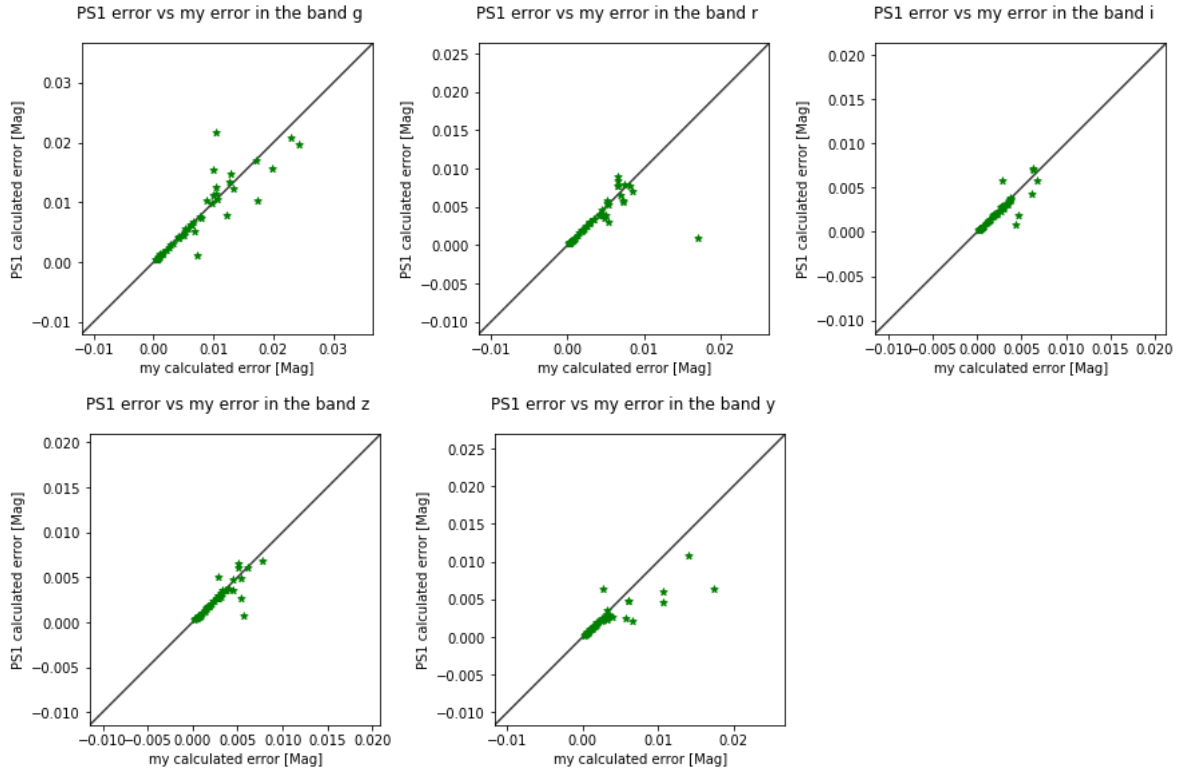 PS1 error vs my error in the band g
PS1 calculated error [Mag]
0.03
0.02
0.01
0.00
−0.01
−0.01 0.00 0.01 0.02 0.03
my calculated error [Mag]
PS1 error vs my error in the band r
PS1 calculated error [Mag]
0.025
0.020
0.015
0.010
0.005
0.000
−0.005
−0.010
−0.01 0.00 0.01 0.02
my calculated error [Mag]
PS1 error vs my error in the band i
PS1 calculated error [Mag]
0.020
0.015
0.010
0.005
0.000
−0.005
−0.010
−0.010 −0.005 0.000 0.005 0.010 0.015 0.020
my calculated error [Mag]
PS1 error vs my error in the band z
PS1 calculated error [Mag]
0.020
0.015
0.010
0.005
0.000
−0.005
−0.010
−0.010 −0.005 0.000 0.005 0.010 0.015 0.020
my calculated error [Mag]
PS1 error vs my error in the band y
PS1 calculated error [Mag]
0.025
0.020
0.015
0.010
0.005
0.000
−0.005
−0.010
−0.01 0.00 0.01 0.02
my calculated error [Mag]